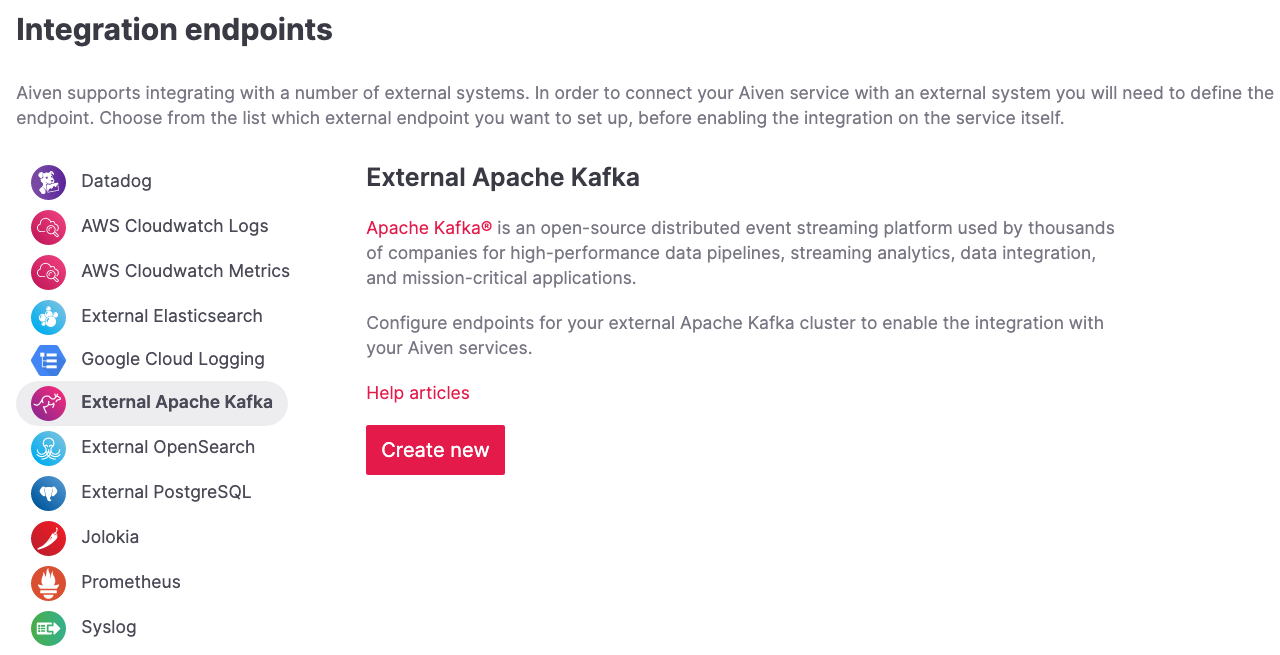 Integration endpoints
Aiven supports integrating with a number of external systems. In order to connect your Aiven service with an external system you will need to define the
endpoint. Choose from the list which external endpoint you want to set up, before enabling the integration on the service itself.
Datadog
AWS Cloudwatch Logs
AWS Cloudwatch Metrics
External Elasticsearch
Google Cloud Logging
External Apache Kafka
External OpenSearch
External PostgreSQL
Jolokia
Prometheus
Syslog
External Apache Kafka
Apache Kafka® is an open-source distributed event streaming platform used by thousands
of companies for high-performance data pipelines, streaming analytics, data integration,
and mission-critical applications.
Configure endpoints for your external Apache Kafka cluster to enable the integration with
your Aiven services.
Help articles
Create new